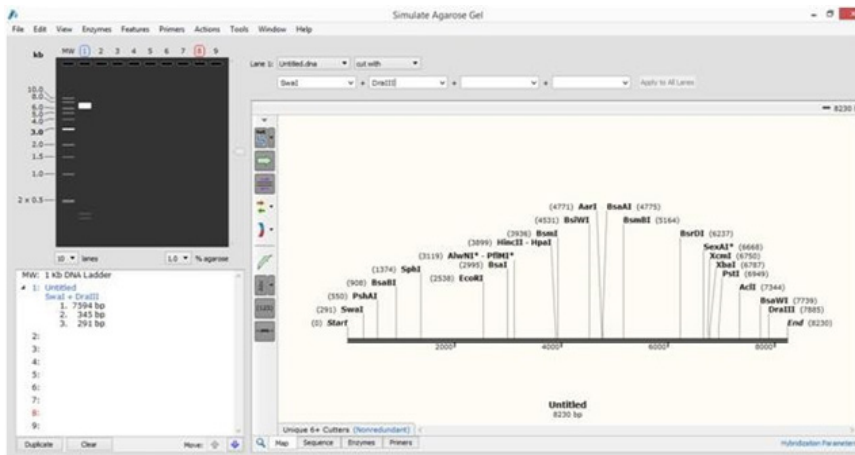 Simulate Agarose Gel
File Edit View Enzymes Features Primers Actions Tools Window Help
kb MW 1 2 3 4 5 6 7 8 9
10.0
8.0
6.0
5.0
4.0
3.0
2.0
1.5
1.0
2 x 0.5
10 lanes 1.0 % agarose
Lane 1: Untitled.dna cut with
SwaI + DraIII + + Apply to All Lanes
MW: 1 Kb DNA Ladder
1: Untitled
SwaI + DraIII
1. 7594 bp
2. 345 bp
3. 291 bp
2:
3:
4:
5:
6:
7:
8:
9:
Duplicate Clear Move:
(4771) AarI BsaAI (4775)
(4531) BsiWI BsmBI (5164)
(3936) BsmI BsrDI (6237)
(3899) HincII - HpaI SexAI* (6668)
(3119) AlwNI* - PflMI* XcmI (6750)
(2995) BsaI XbaI (6787)
(1374) SphI (2538) EcoRI PstI (6949)
(908) BsaBI AclI (7344)
(550) PshAI BsaWI (7739)
(291) SwaI DraIII (7885)
(0) Start End (8230)
2000 4000 6000 8000
Untitled
8230 bp
Unique 6+ Cutters (Nonredundant)
Map Sequence Enzymes Primers Hybridization Parameters